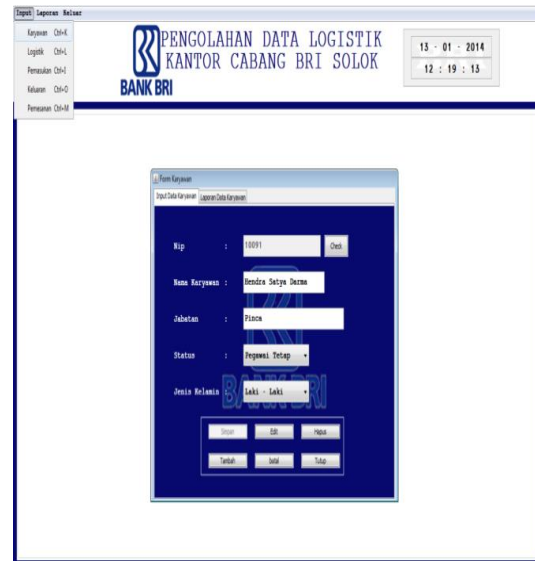 Input Laporan Keluar
Karyawan Ctrl+K
Logistik Ctrl+L
Pemasukan Ctrl+I
Keluaran Ctrl+O
Pemesanan Ctrl+M
BANK BRI
PENGOLAHAN DATA LOGISTIK
KANTOR CABANG BRI SOLOK
13 - 01 - 2014
12 : 19 : 13
Form Karyawan
Input Data Karyawan Laporan Data Karyawan
Nip : 10091 Check
Nama Karyawan : Hendra Satya Darma
Jabatan : Pinca
Status : Pegawai Tetap
Jenis Kelamin : Laki - Laki
BANK BRI
Simpan Edit Hapus
Tambah batal Tutup